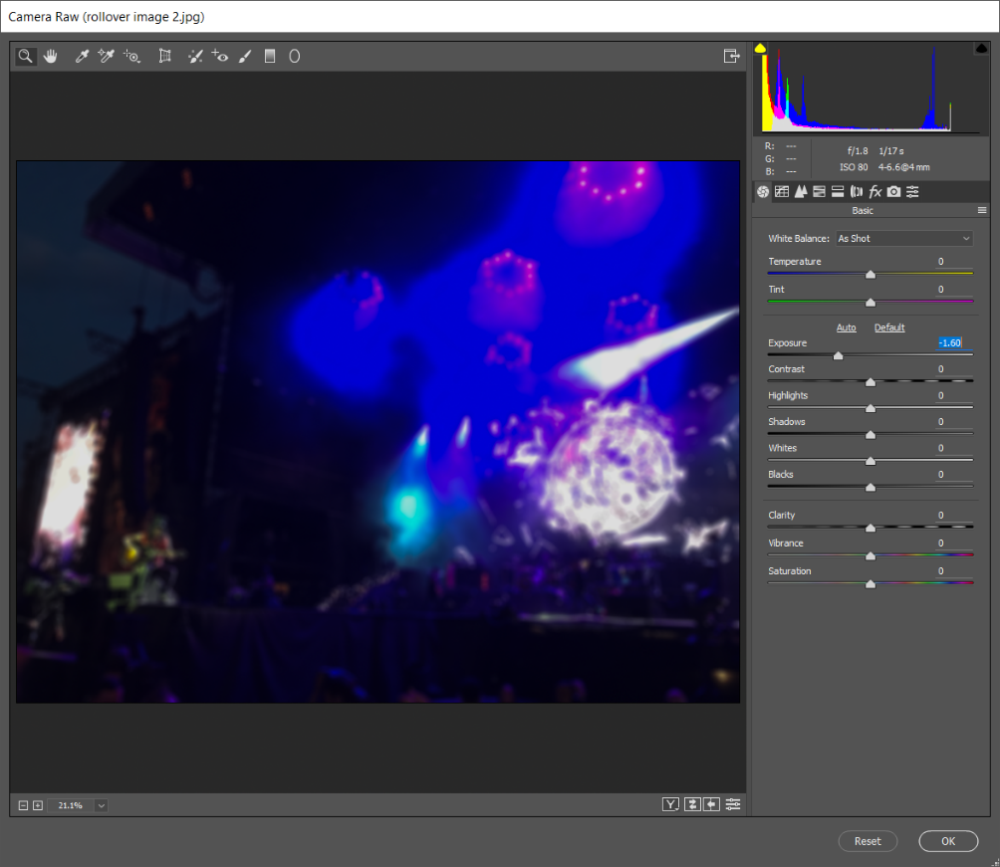 Camera Raw (rollover image 2.jpg)
R: ---
G: ---
B: ---
f/1.8 1/17 s
ISO 80 4-6.6@4 mm
fx
Basic
White Balance: As Shot
Temperature 0
Tint 0
Auto Default
Exposure -1.60
Contrast 0
Highlights 0
Shadows 0
Whites 0
Blacks 0
Clarity 0
Vibrance 0
Saturation 0
21.1%
Y
Reset OK